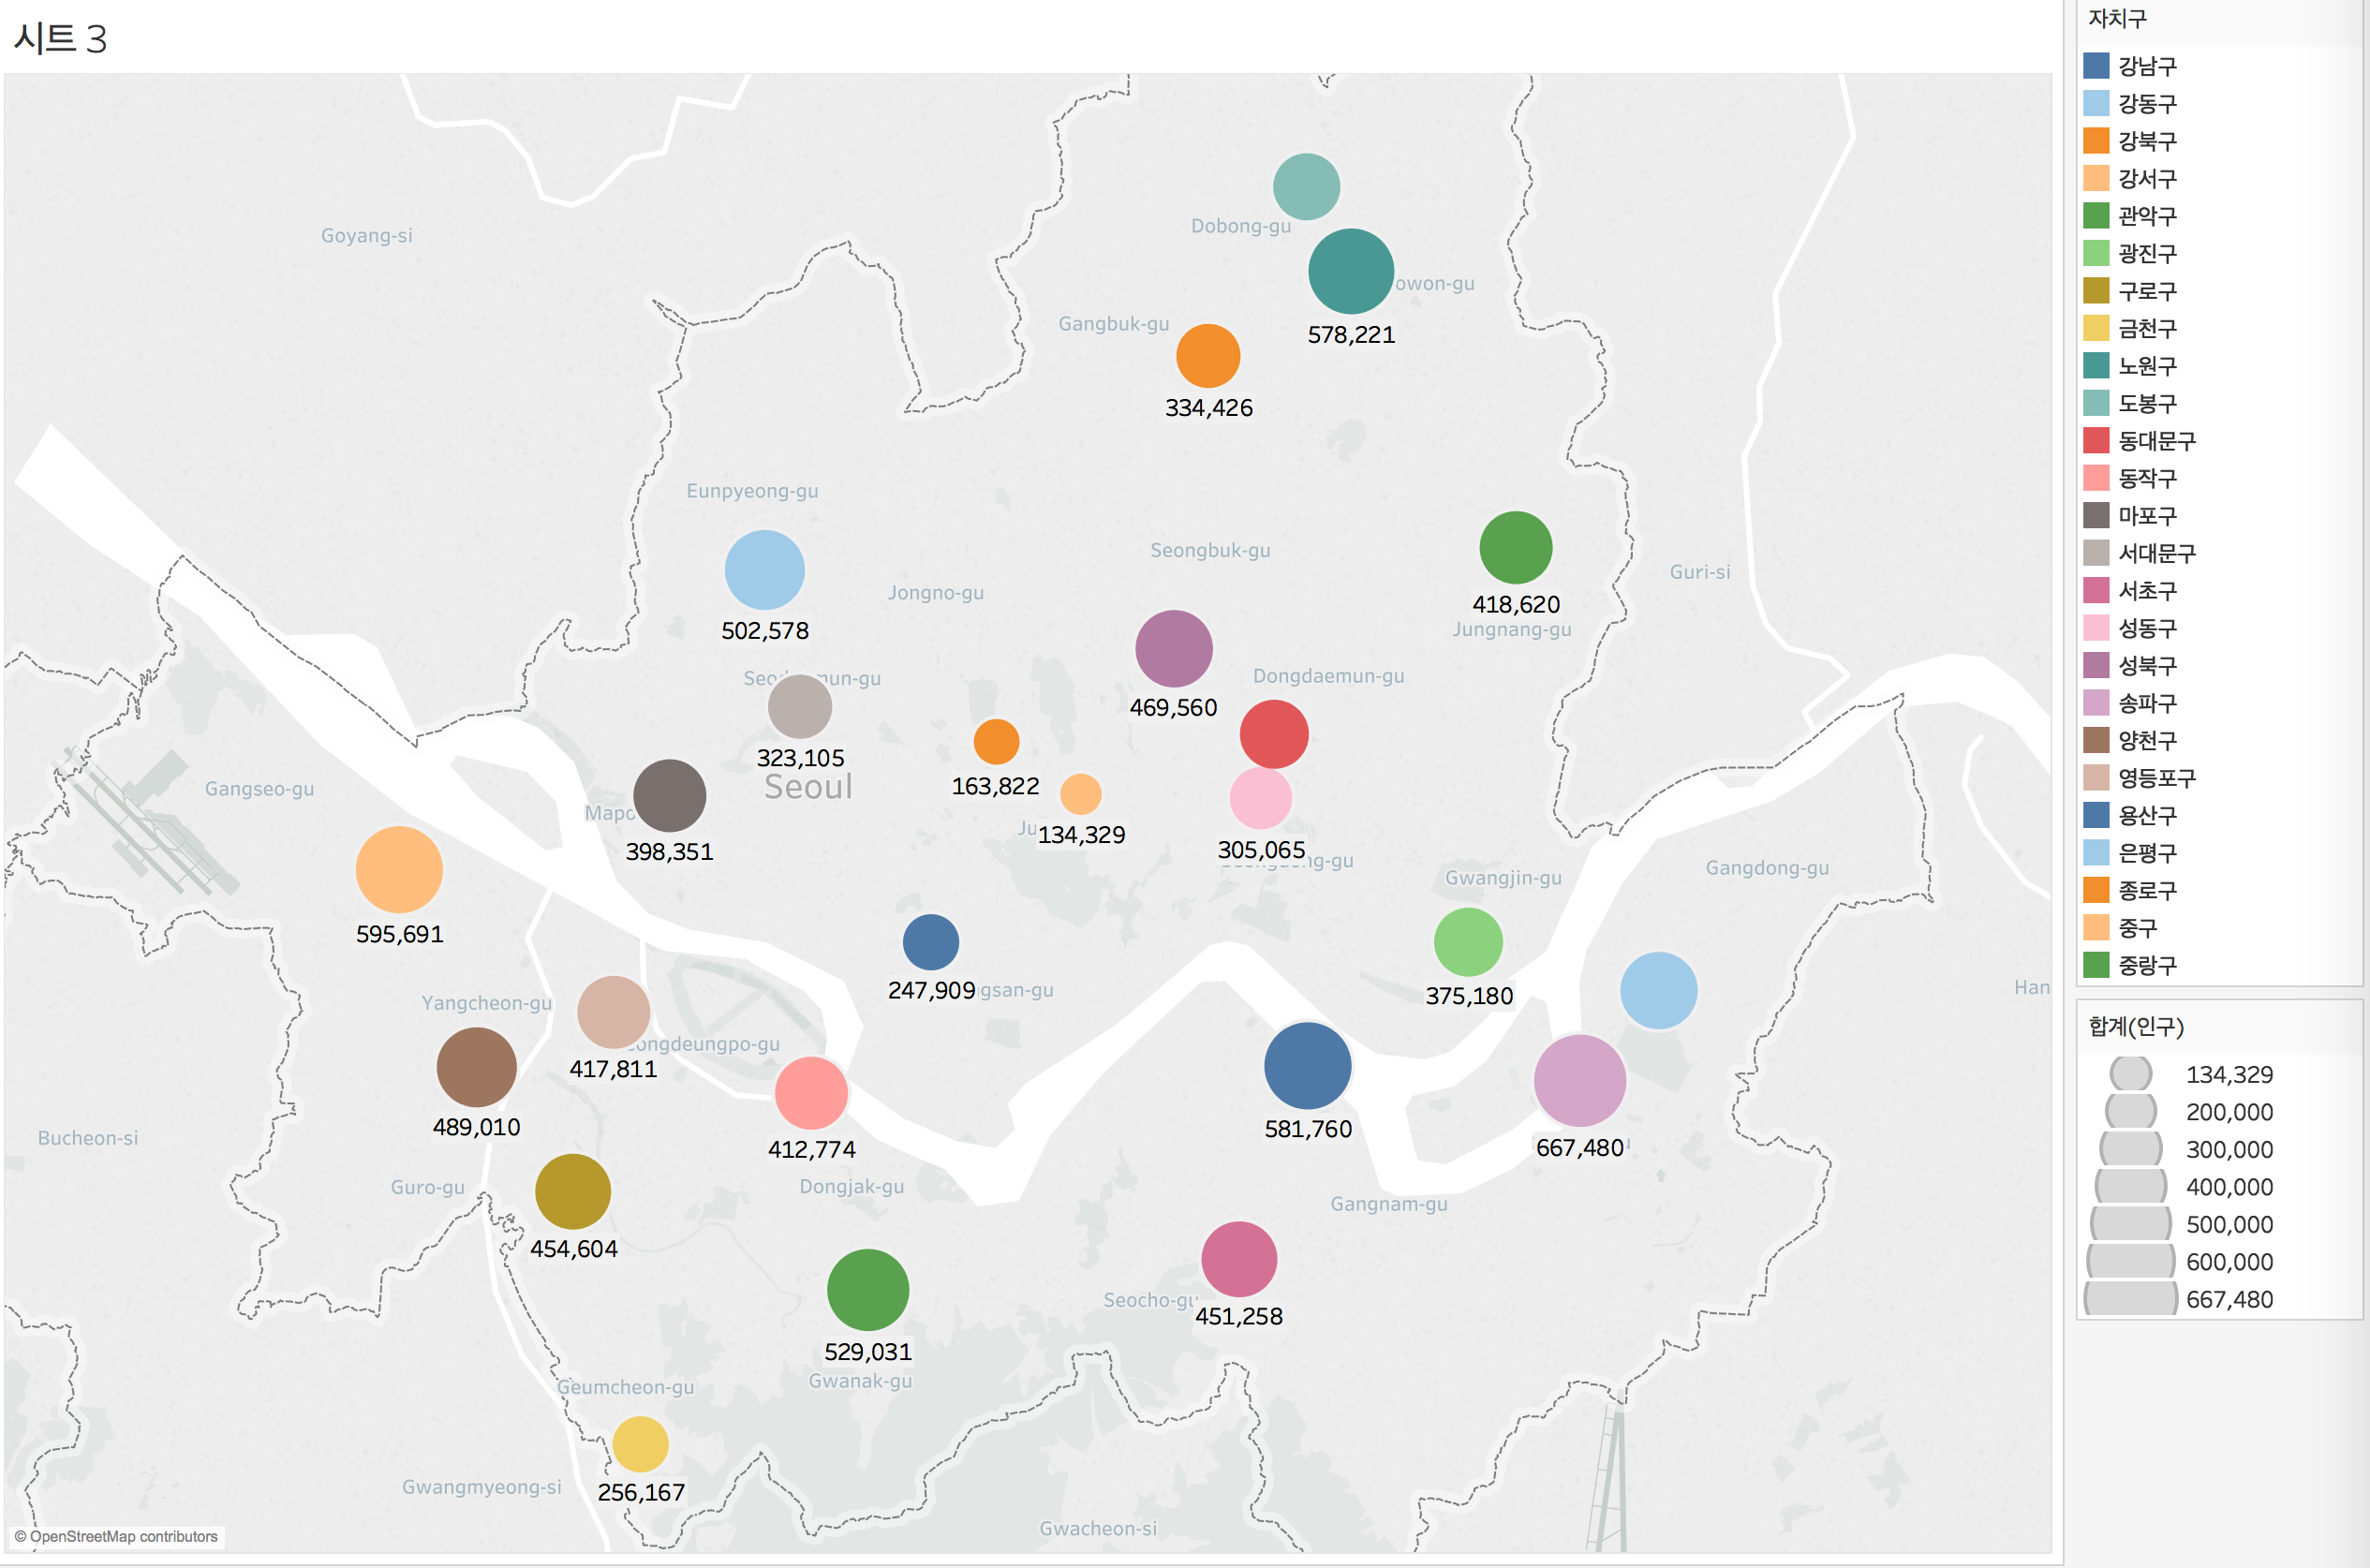 시트 3
Goyang-si
Dobong-gu
owon-gu
578,221
Gangbuk-gu
334,426
Eunpyeong-gu
502,578
Seongbuk-gu
Jongno-gu
418,620
Jungnang-gu
Guri-si
469,560
Dongdaemun-gu
323,105
Seoul
163,822
134,329
Gangseo-gu
398,351
305,065
595,691
Gwangjin-gu
Gangdong-gu
247,909
gsan-gu
375,180
Han
Yangcheon-gu
417,811
ongdeungpo-gu
489,010
412,774
581,760
667,480
Bucheon-si
Guro-gu
Dongjak-gu
Gangnam-gu
454,604
Seocho-gu
451,258
529,031
Gwanak-gu
Geumcheon-gu
256,167
Gwangmyeong-si
Gwacheon-si
© OpenStreetMap contributors
자치구
강남구
강동구
강북구
강서구
관악구
광진구
구로구
금천구
노원구
도봉구
동대문구
동작구
마포구
서대문구
서초구
성동구
성북구
송파구
양천구
영등포구
용산구
은평구
종로구
중구
중랑구
합계(인구)
134,329
200,000
300,000
400,000
500,000
600,000
667,480